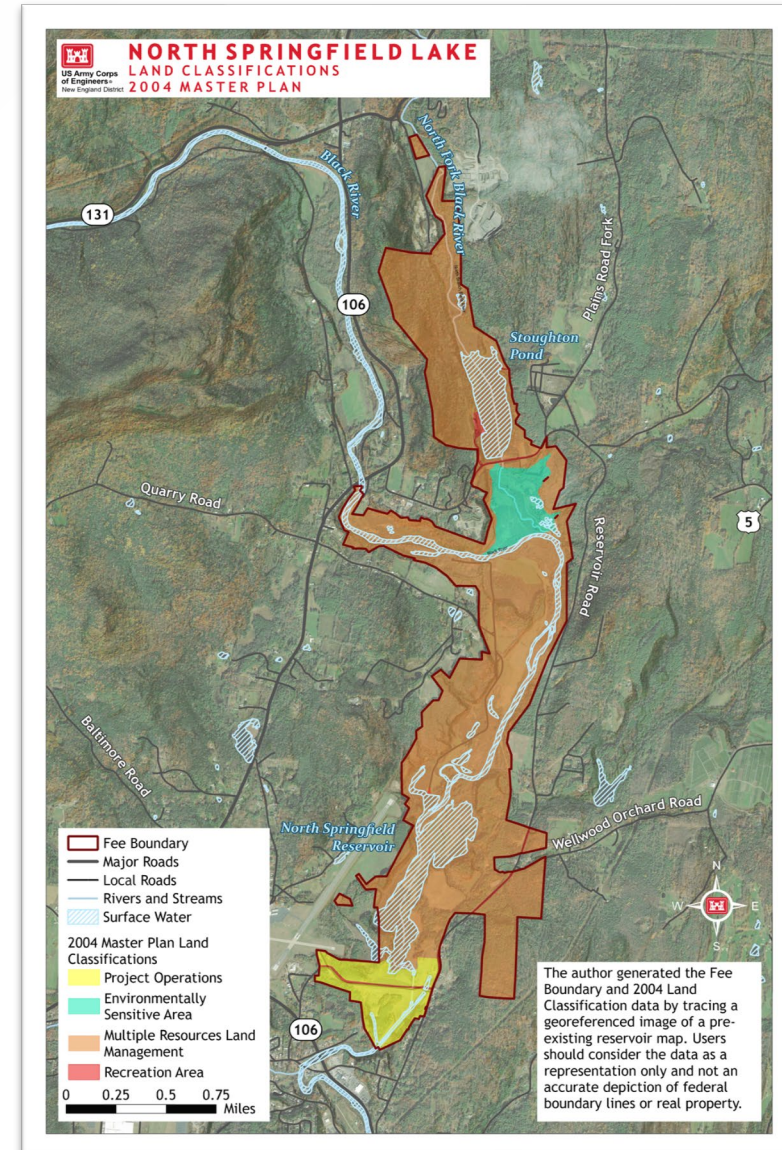 NORTH SPRINGFIELD LAKE
LAND CLASSIFICATIONS
2004 MASTER PLAN
US Army Corps
of Engineers®
New England District
North Fork Black River
Black River
131
106
Plains Road Fork
Stoughton
Pond
Quarry Road
5
Reservoir Road
Baltimore Road
North Springfield
Reservoir
Wellwood Orchard Road
Fee Boundary
Major Roads
Local Roads
Rivers and Streams
Surface Water
2004 Master Plan Land
Classifications
Project Operations
Environmentally
Sensitive Area
Multiple Resources Land
Management
Recreation Area
0 0.25 0.5 0.75
Miles
106
N
W E
S
The author generated the Fee
Boundary and 2004 Land
Classification data by tracing a
georeferenced image of a pre-
existing reservoir map. Users
should consider the data as a
representation only and not an
accurate depiction of federal
boundary lines or real property.